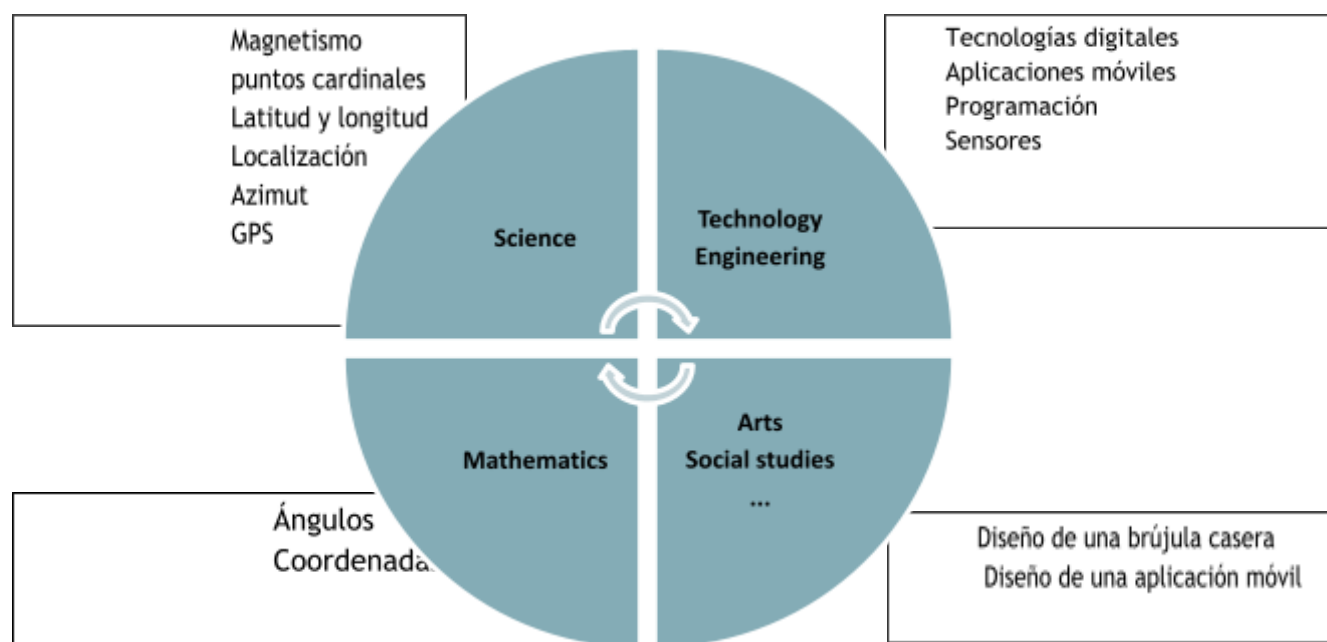 Magnetismo
puntos cardinales
Latitud y longitud
Localización
Azimut
GPS
Tecnologías digitales
Aplicaciones móviles
Programación
Sensores
Science
Technology
Engineering
Mathematics
Arts
Social studies
...
Ángulos
Coordenada
Diseño de una brújula casera
Diseño de una aplicación móvil